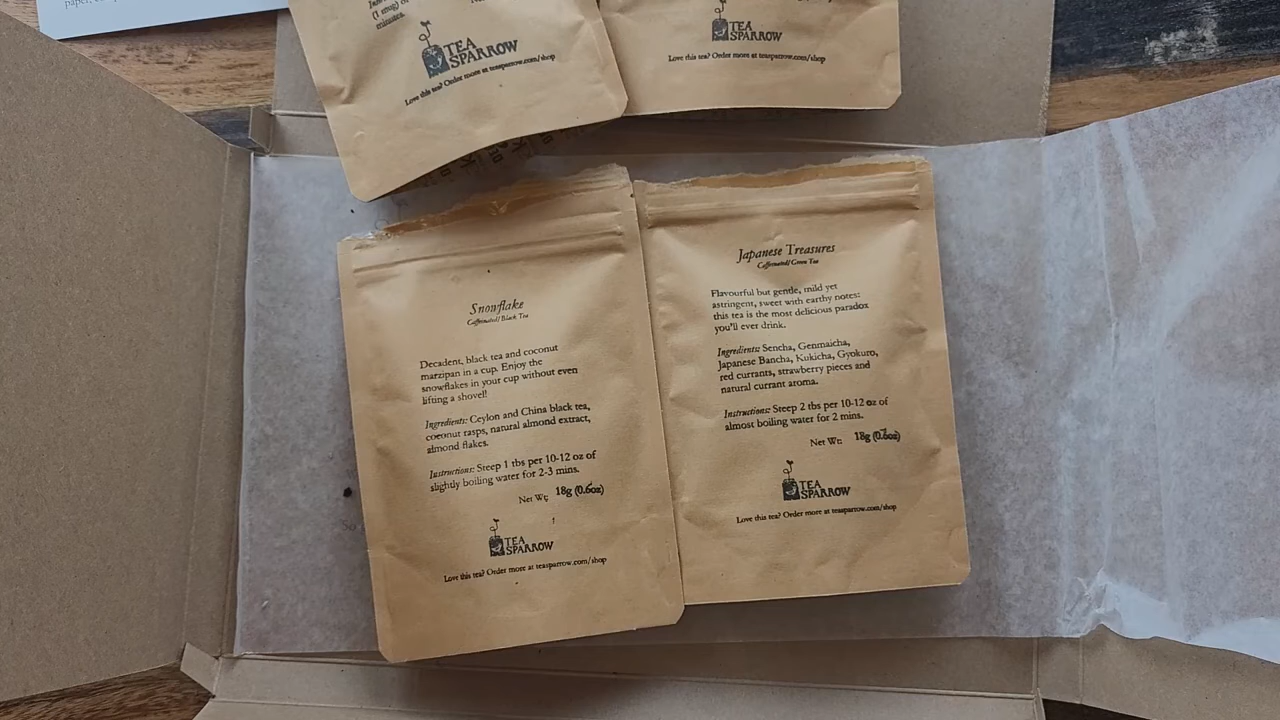 paper,
(1 mug) of
minutes.
TEA
SPARROW
Love this tea? Order more at teasparrow.com/shop
TEA
SPARROW
Love this tea? Order more at teasparrow.com/shop
Snowflake
Caffeinated/Black Tea
Decadent, black tea and coconut
marzipan in a cup. Enjoy the
snowflakes in your cup without even
lifting a shovel!
Ingredients: Ceylon and China black tea,
coconut rasps, natural almond extract,
almond flakes.
Instructions: Steep 1 tbs per 10-12 oz of
slightly boiling water for 2-3 mins.
Net Wt: 18g (0.6oz)
TEA
SPARROW
Love this tea? Order more at teasparrow.com/shop
Japanese Treasures
Caffeinated/Green Tea
Flavourful but gentle, mild yet
astringent, sweet with earthy notes:
this tea is the most delicious paradox
you'll ever drink.
Ingredients: Sencha, Genmaicha,
Japanese Bancha, Kukicha, Gyokuro,
red currants, strawberry pieces and
natural currant aroma.
Instructions: Steep 2 tbs per 10-12 oz of
almost boiling water for 2 mins.
Net Wt: 18g (0.6oz)
TEA
SPARROW
Love this tea? Order more at teasparrow.com/shop